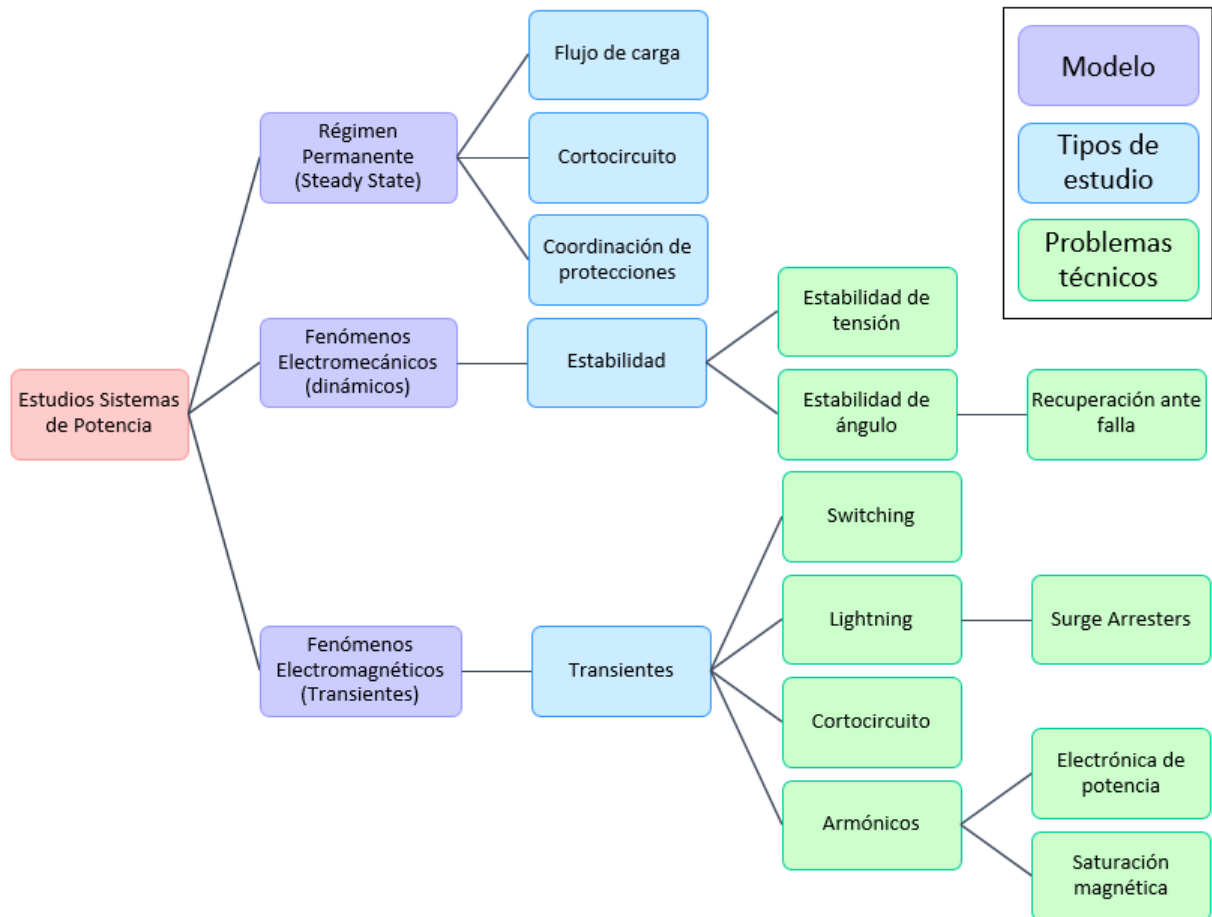 Flujo de carga
Régimen
Permanente
(Steady State)
Cortocircuito
Coordinación de
protecciones
Fenómenos
Electromecánicos
(dinámicos)
Estabilidad
Estabilidad de
tensión
Estudios Sistemas
de Potencia
Estabilidad de
ángulo
Recuperación ante
falla
Switching
Lightning
Surge Arresters
Fenómenos
Electromagnéticos
(Transientes)
Transientes
Cortocircuito
Armónicos
Electrónica de
potencia
Saturación
magnética
Modelo
Tipos de
estudio
Problemas
técnicos